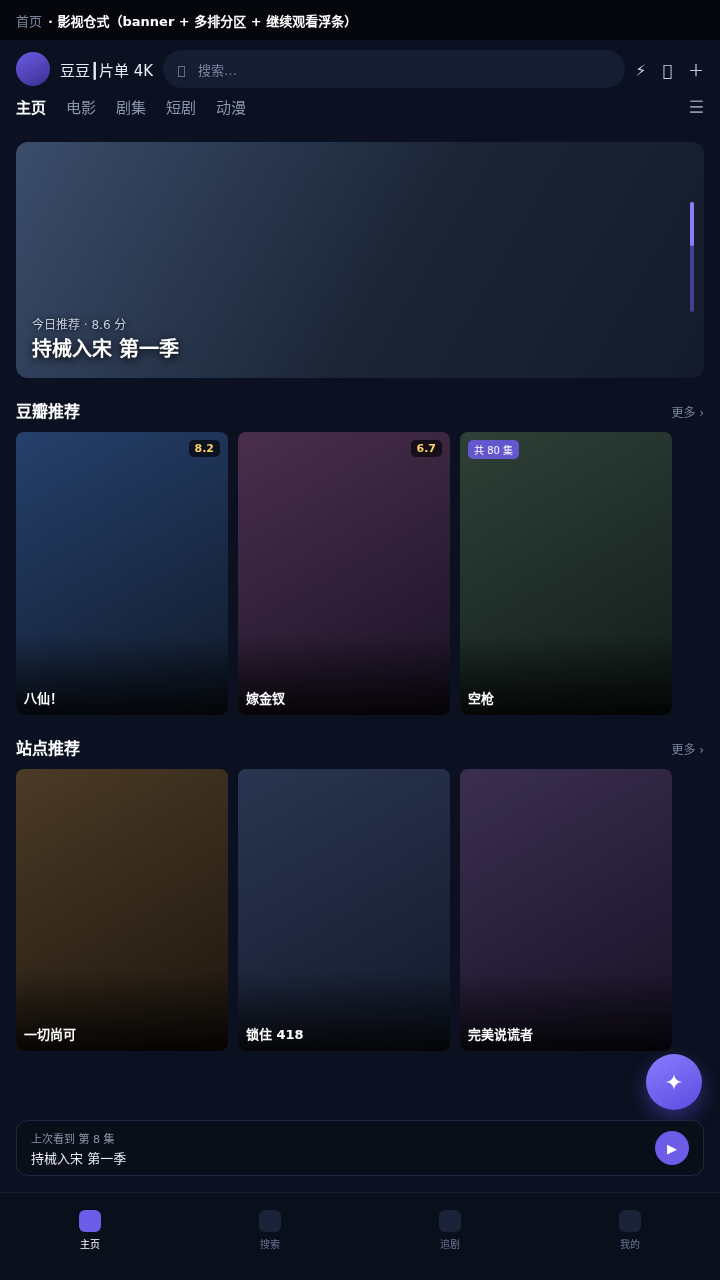 首页 · 影视仓式（banner + 多排分区 + 继续观看浮条）
豆豆┃片单 4K
搜索…
主页 电影 剧集 短剧 动漫
今日推荐 · 8.6 分
持械入宋 第一季
豆瓣推荐
更多 ›
8.2
6.7
共 80 集
八仙！
嫁金钗
空枪
站点推荐
更多 ›
一切尚可
锁住 418
完美说谎者
上次看到 第 8 集
持械入宋 第一季
主页 搜索 追剧 我的